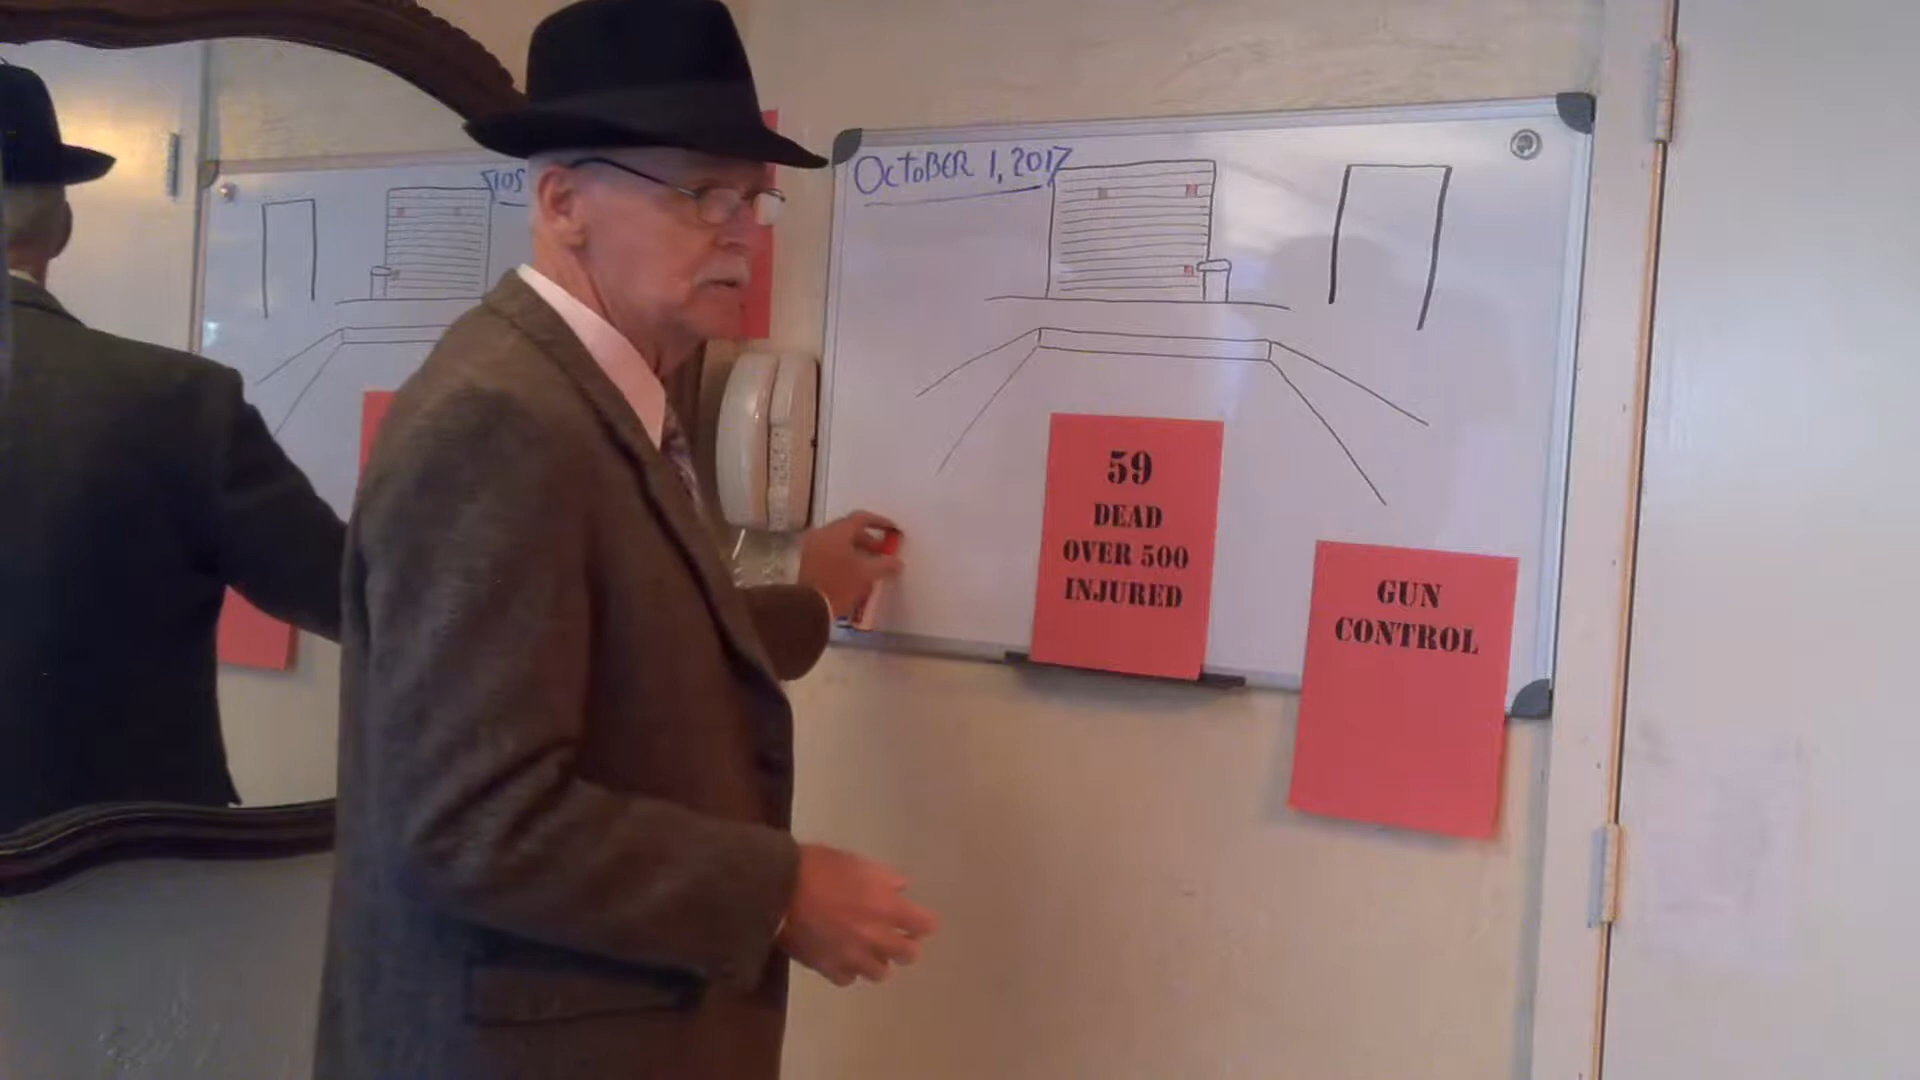 OCTOBER 1, 2017
59
DEAD
OVER 500
INJURED
GUN
CONTROL